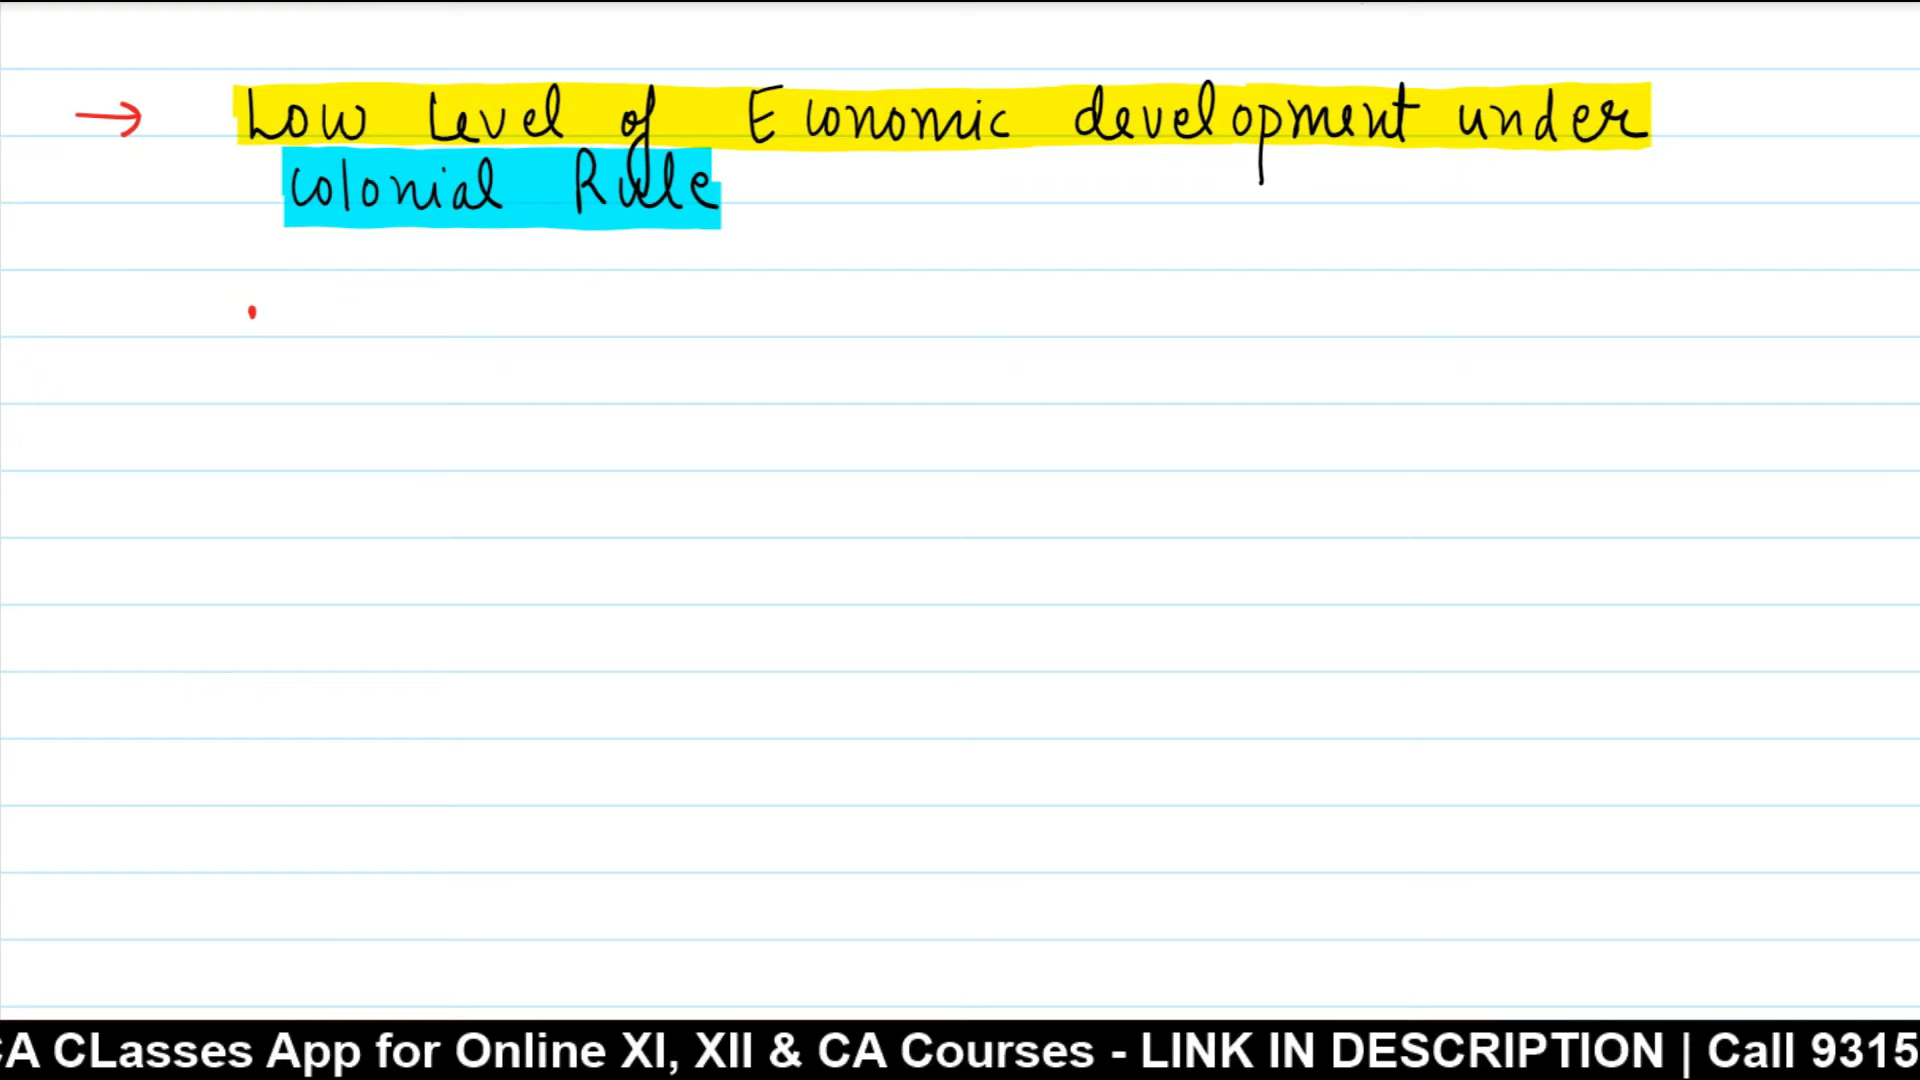 → Low Level of Economic development under
colonial Rule
CA CLasses App for Online XI, XII & CA Courses - LINK IN DESCRIPTION | Call 9315